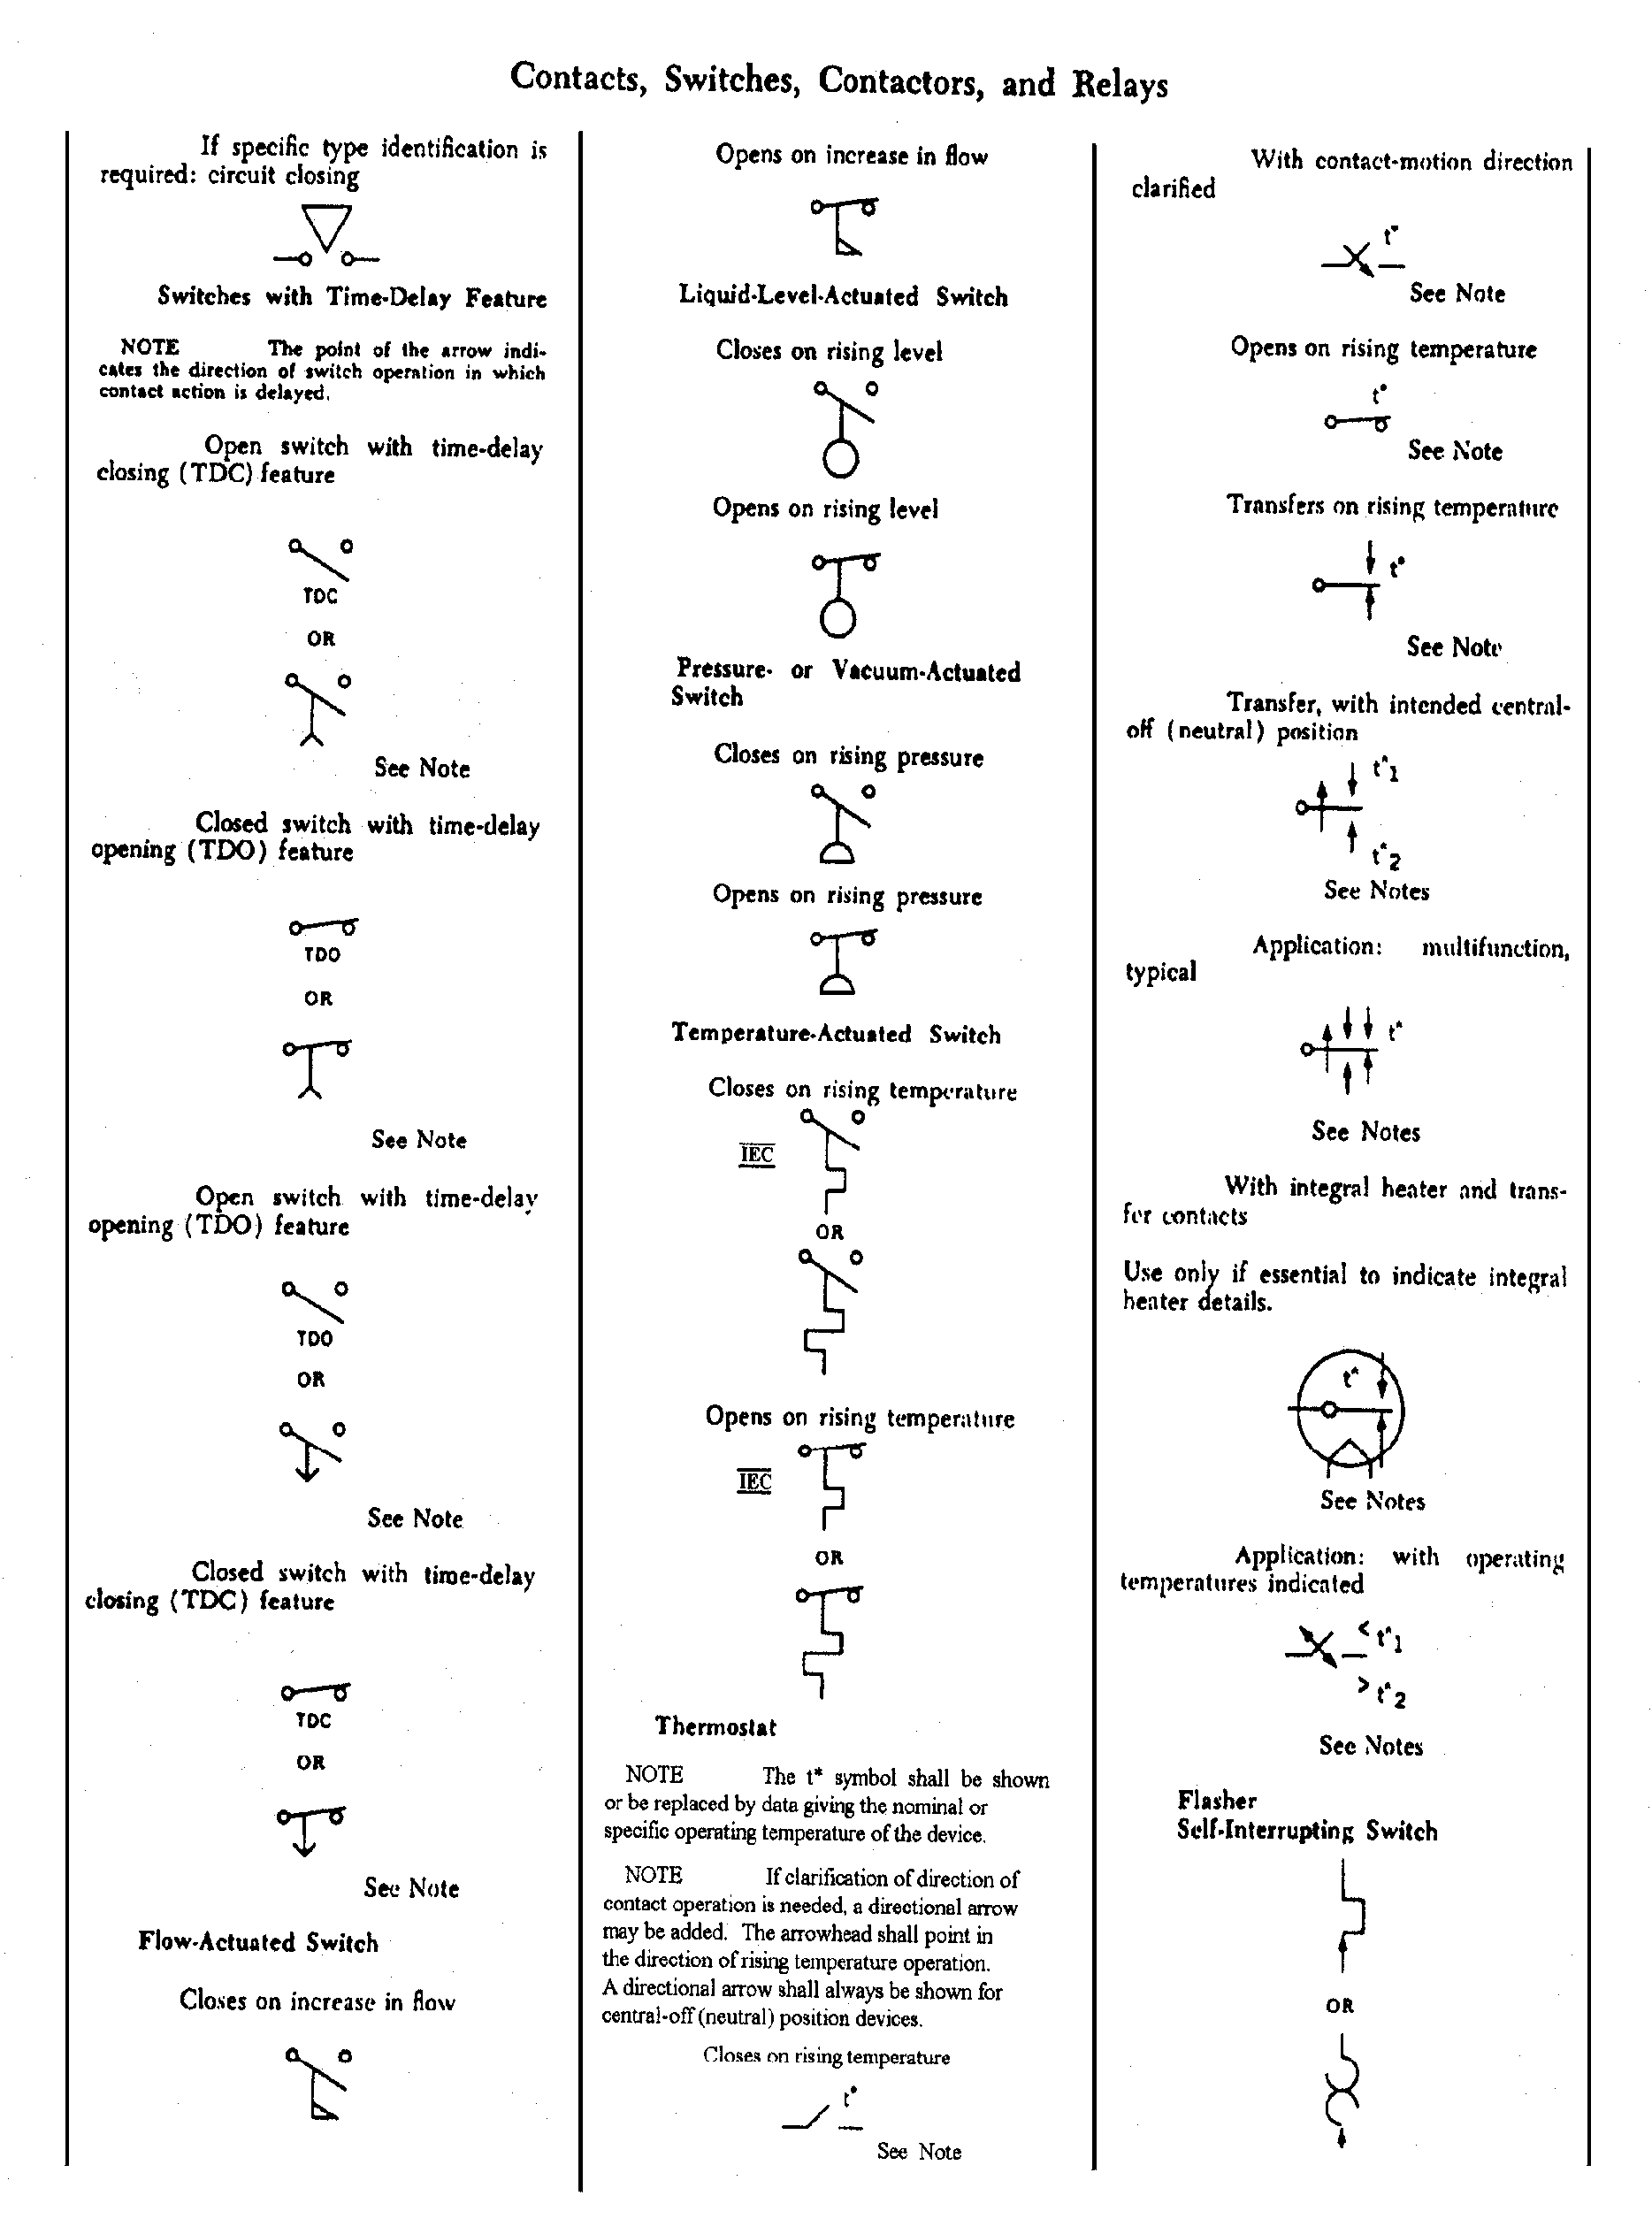 Contacts, Switches, Contactors, and Relays
If specific type identification is
required: circuit closing
Switches with Time-Delay Feature
NOTE The point of the arrow indi-
cates the direction of switch operation in which
contact action is delayed.
Open switch with time-delay
closing (TDC) feature
TDC
OR
See Note
Closed switch with time-delay
opening (TDO) feature
TDO
OR
See Note
Open switch with time-delay
opening (TDO) feature
TDO
OR
See Note
Closed switch with time-delay
closing (TDC) feature
TDC
OR
See Note
Flow-Actuated Switch
Closes on increase in flow
Opens on increase in flow
Liquid-Level-Actuated Switch
Closes on rising level
Opens on rising level
Pressure- or Vacuum-Actuated
Switch
Closes on rising pressure
Opens on rising pressure
Temperature-Actuated Switch
Closes on rising temperature
IEC
OR
Opens on rising temperature
IEC
OR
Thermostat
NOTE The t* symbol shall be shown
or be replaced by data giving the nominal or
specific operating temperature of the device.
NOTE If clarification of direction of
contact operation is needed, a directional arrow
may be added. The arrowhead shall point in
the direction of rising temperature operation.
A directional arrow shall always be shown for
central-off (neutral) position devices.
Closes on rising temperature
t°
See Note
With contact-motion direction
clarified
t°
See Note
Opens on rising temperature
t°
See Note
Transfers on rising temperature
t°
See Note
Transfer, with intended central-
off (neutral) position
t°1
t°2
See Notes
Application: multifunction,
typical
t°
See Notes
With integral heater and trans-
fer contacts
Use only if essential to indicate integral
heater details.
t°
See Notes
Application: with operating
temperatures indicated
< t°1
> t°2
See Notes
Flasher
Self-Interrupting Switch
OR